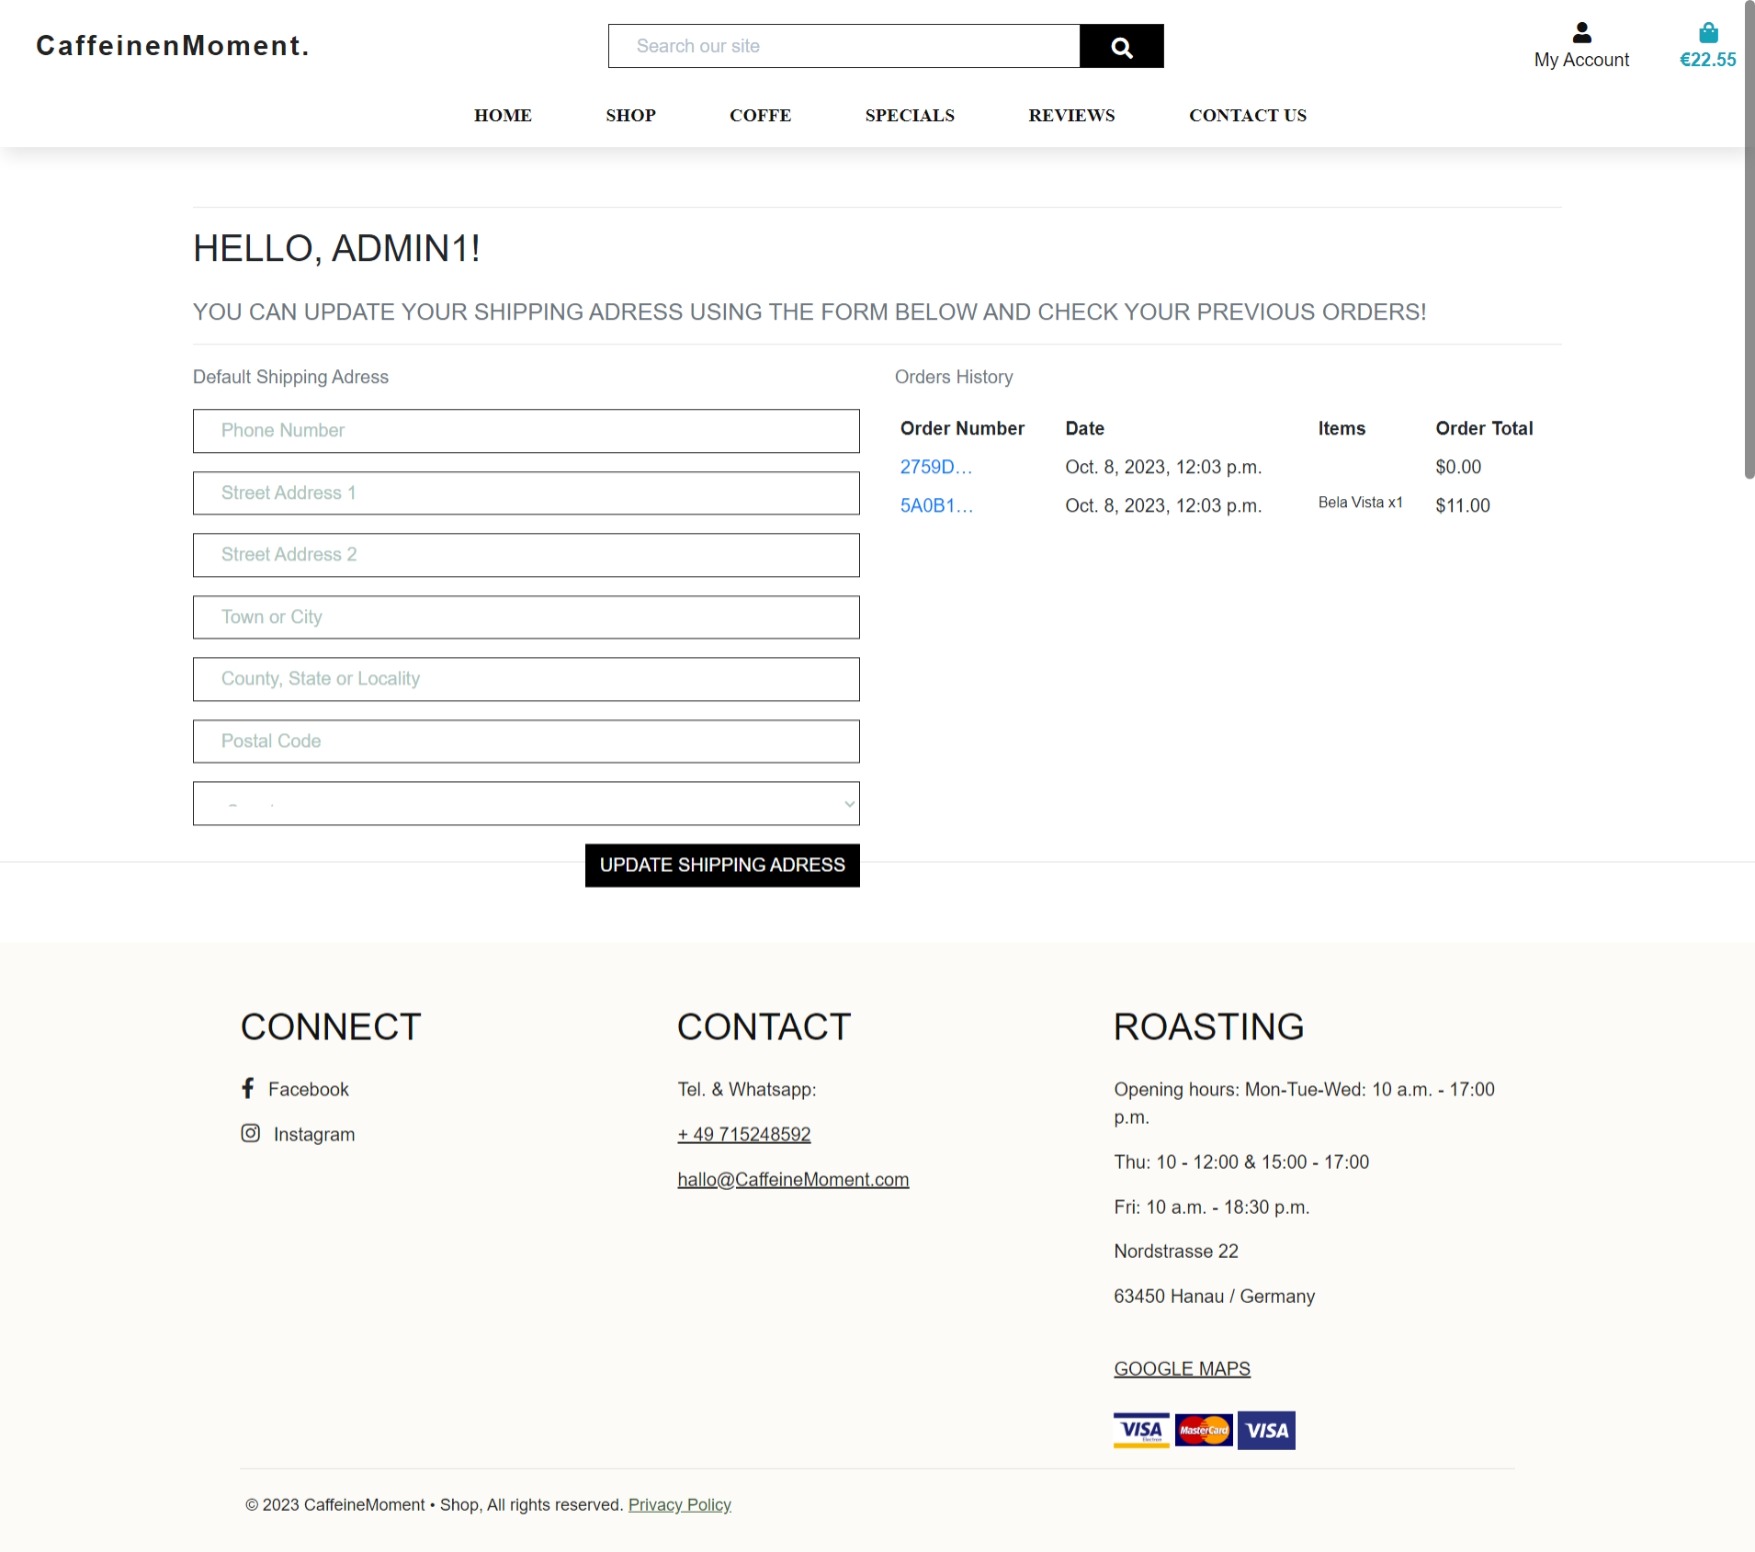 CaffeinenMoment.
Search our site
My Account
€22.55
HOME SHOP COFFE SPECIALS REVIEWS CONTACT US
HELLO, ADMIN1!
YOU CAN UPDATE YOUR SHIPPING ADRESS USING THE FORM BELOW AND CHECK YOUR PREVIOUS ORDERS!
Default Shipping Adress
Phone Number
Street Address 1
Street Address 2
Town or City
County, State or Locality
Postal Code
UPDATE SHIPPING ADRESS
Orders History
Order Number Date Items Order Total
2759D... Oct. 8, 2023, 12:03 p.m. $0.00
5A0B1... Oct. 8, 2023, 12:03 p.m. Bela Vista x1 $11.00
CONNECT
Facebook
Instagram
CONTACT
Tel. & Whatsapp:
+ 49 715248592
hallo@CaffeineMoment.com
ROASTING
Opening hours: Mon-Tue-Wed: 10 a.m. - 17:00
p.m.
Thu: 10 - 12:00 & 15:00 - 17:00
Fri: 10 a.m. - 18:30 p.m.
Nordstrasse 22
63450 Hanau / Germany
GOOGLE MAPS
VISA Electron MasterCard VISA
© 2023 CaffeineMoment • Shop, All rights reserved. Privacy Policy